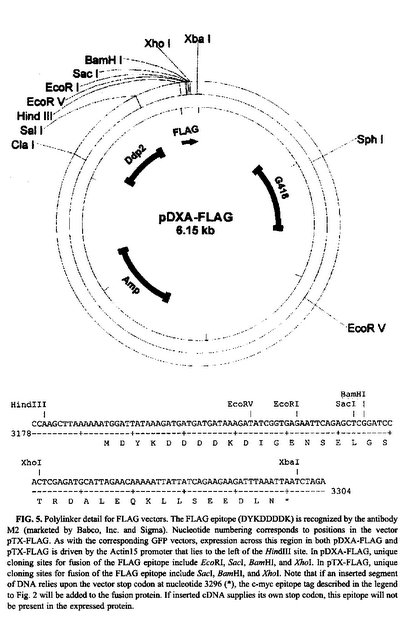 Xho I
Xba I
BamH I
Sac I
EcoR I
EcoR V
Hind III
Sal I
Cla I
FLAG
Ddp2
Sph I
G418
pDXA-FLAG
6.15 kb
Amp
EcoR V
BamHI
HindIII EcoRV EcoRI SacI
CCAAGCTTAAAAAATGGATTATAAAGATGATGATGATAAAGATATCGGTGAGAATTCAGAGCTCGGATCC
3178
M D Y K D D D D K D I G E N S E L G S
XhoI XbaI
ACTCGAGATGCATTAGAACAAAAATTATTATCAGAAGAAGATTTAAATTAATCTAGA
3304
T R D A L E Q K L L S E E D L N *
FIG. 5. Polylinker detail for FLAG vectors. The FLAG epitope (DYKDDDDK) is recognized by the antibody
M2 (marketed by Babco, Inc. and Sigma). Nucleotide numbering corresponds to positions in the vector
pTX-FLAG. As with the corresponding GFP vectors, expression across this region in both pDXA-FLAG and
pTX-FLAG is driven by the Actin15 promoter that lies to the left of the HindIII site. In pDXA-FLAG, unique
cloning sites for fusion of the FLAG epitope include EcoRI, SacI, BamHI, and XhoI. In pTX-FLAG, unique
cloning sites for fusion of the FLAG epitope include SacI, BamHI, and XhoI. Note that if an inserted segment
of DNA relies upon the vector stop codon at nucleotide 3296 (*), the c-myc epitope tag described in the legend
to Fig. 2 will be added to the fusion protein. If inserted cDNA supplies its own stop codon, this epitope will not
be present in the expressed protein.